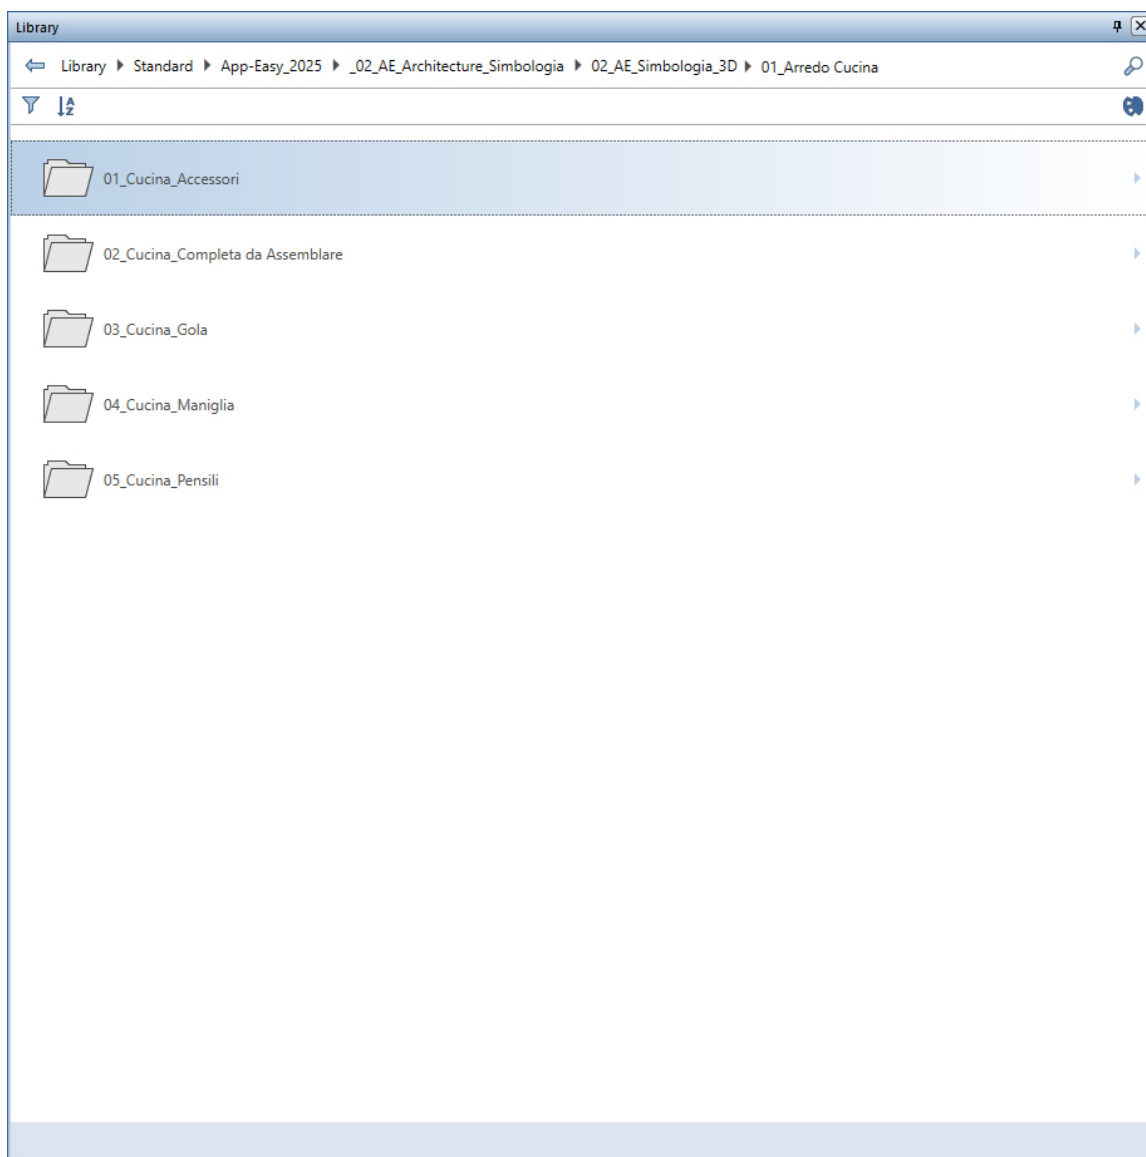 Library
Library Standard App-Easy_2025 _02_AE_Architecture_Simbologia 02_AE_Simbologia_3D 01_Arredo Cucina
01_Cucina_Accessori
02_Cucina_Completa da Assemblare
03_Cucina_Gola
04_Cucina_Maniglia
05_Cucina_Pensili